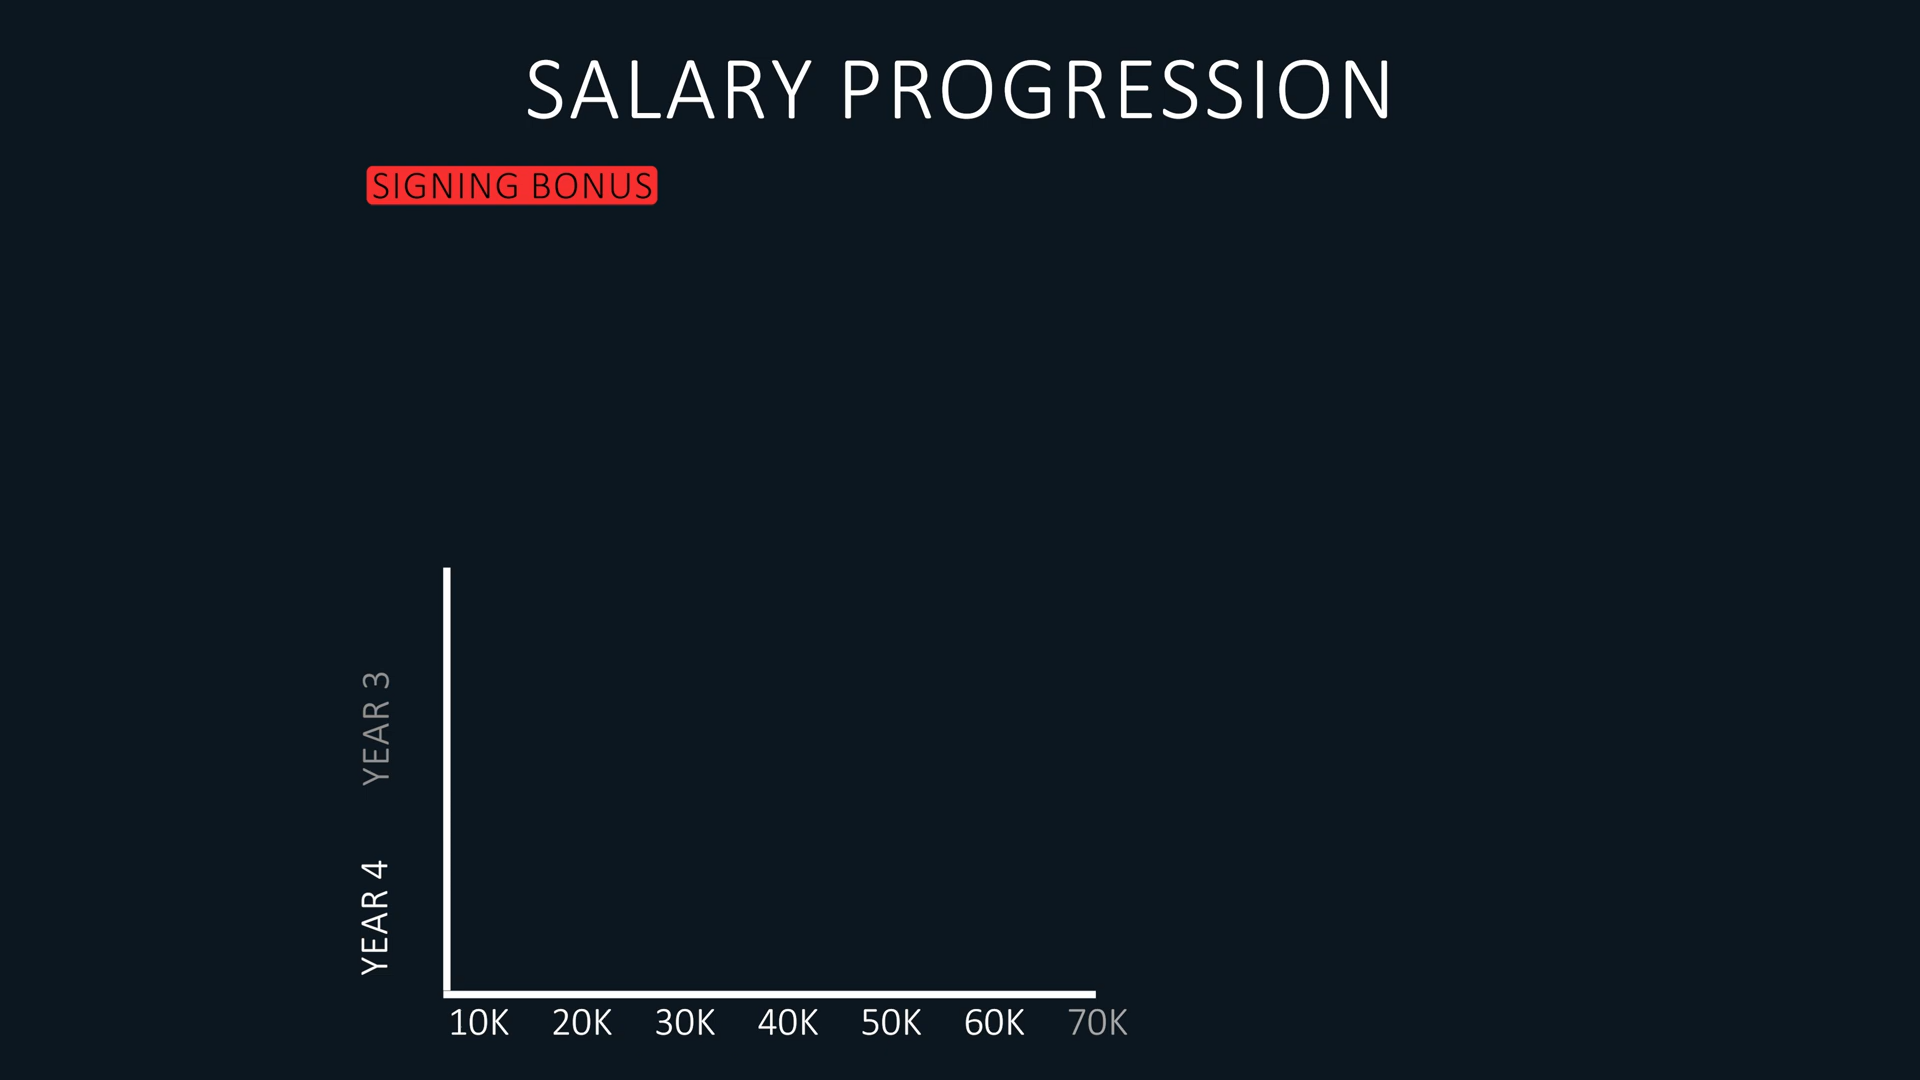 SALARY PROGRESSION
SIGNING BONUS
YEAR 3
YEAR 4
10K 20K 30K 40K 50K 60K 70K